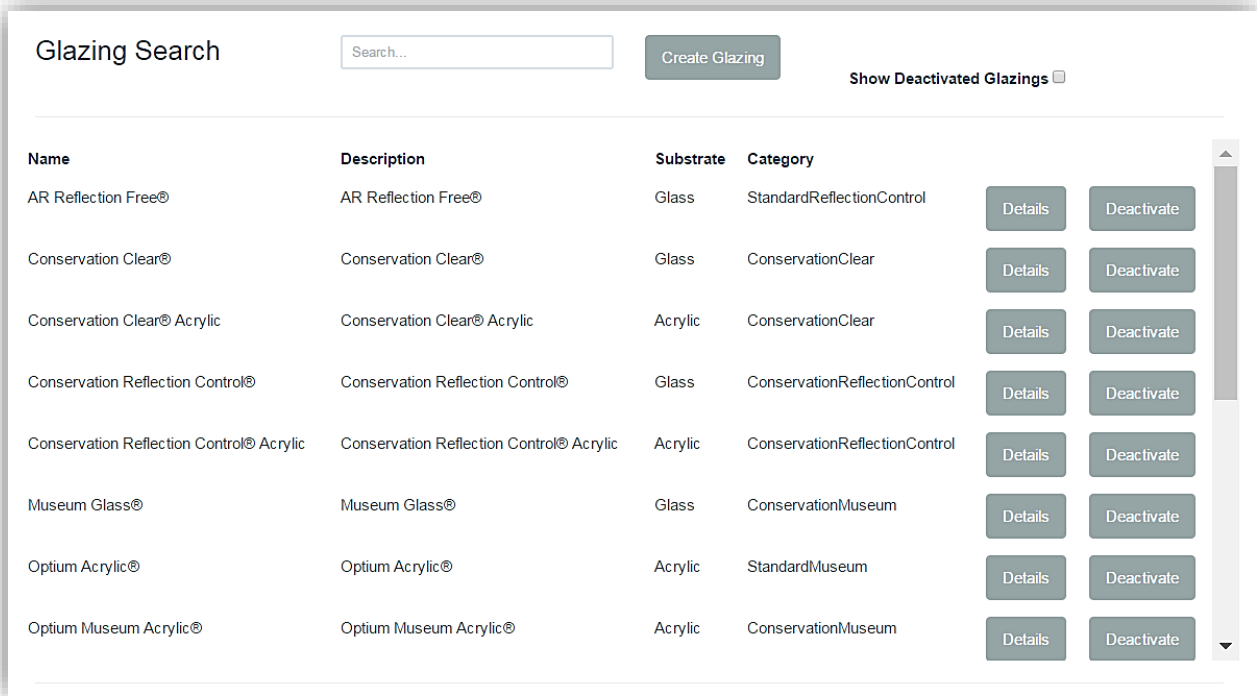 Glazing Search Search... Create Glazing
Show Deactivated Glazings
Name Description Substrate Category
AR Reflection Free® AR Reflection Free® Glass StandardReflectionControl Details Deactivate
Conservation Clear® Conservation Clear® Glass ConservationClear Details Deactivate
Conservation Clear® Acrylic Conservation Clear® Acrylic Acrylic ConservationClear Details Deactivate
Conservation Reflection Control® Conservation Reflection Control® Glass ConservationReflectionControl Details Deactivate
Conservation Reflection Control® Acrylic Conservation Reflection Control® Acrylic Acrylic ConservationReflectionControl Details Deactivate
Museum Glass® Museum Glass® Glass ConservationMuseum Details Deactivate
Optium Acrylic® Optium Acrylic® Acrylic StandardMuseum Details Deactivate
Optium Museum Acrylic® Optium Museum Acrylic® Acrylic ConservationMuseum Details Deactivate